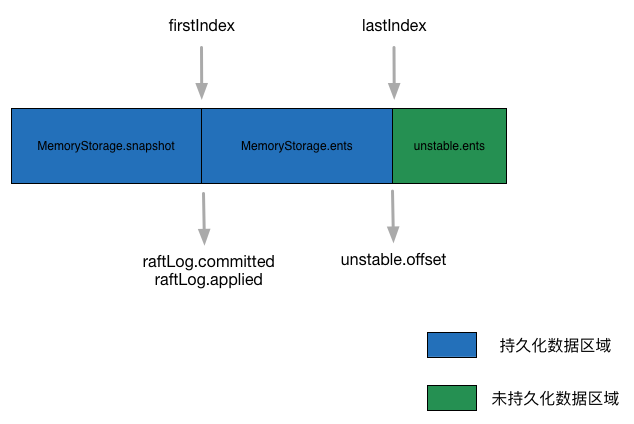 firstIndex
lastIndex
MemoryStorage.snapshot
MemoryStorage.ents
unstable.ents
raftLog.committed
raftLog.applied
unstable.offset
持久化数据区域
未持久化数据区域